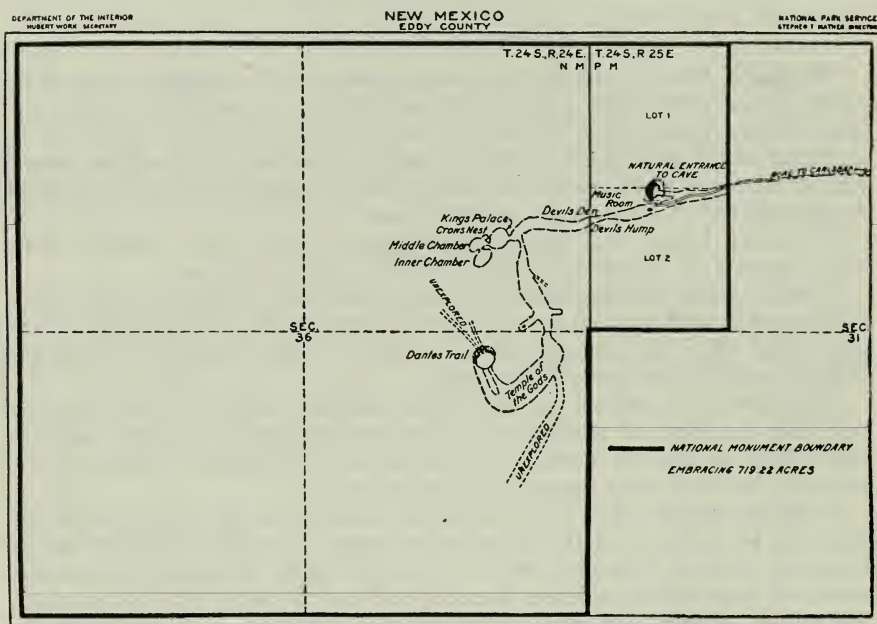 DEPARTMENT OF THE INTERIOR
HUBERT WORK SECRETARY
NEW MEXICO
EDDY COUNTY
NATIONAL PARK SERVICE
STEPHEN T MATHER DIRECTOR
T.24 S.,R.24 E. T.24 S,R 25 E
N M P M
LOT 1
NATURAL ENTRANCE
TO CAVE
ROAD TO CARLSBAD
Music
Room
Devils Den
Devils Hump
Kings Palace
Crows Nest
Middle Chamber
Inner Chamber
LOT 2
UNEXPLORED
SEC.
36
SEC.
31
Dantes Trail
Temple of
the Gods
UNEXPLORED
NATIONAL MONUMENT BOUNDARY
EMBRACING 719 22 ACRES